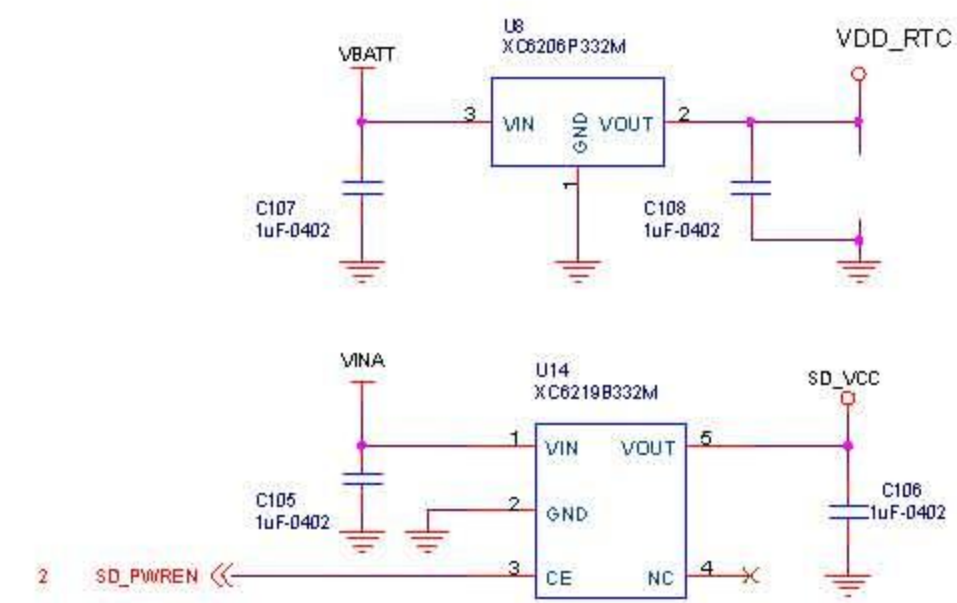 U8
XC6206P332M
VDD_RTC
VBATT
3
VIN
GND
VOUT
2
1
C107
1uF-0402
C108
1uF-0402
VINA
U14
XC6219B332M
SD_VCC
1
VIN
VOUT
5
C105
1uF-0402
2
GND
C106
1uF-0402
2
SD_PWREN
3
CE
NC
4